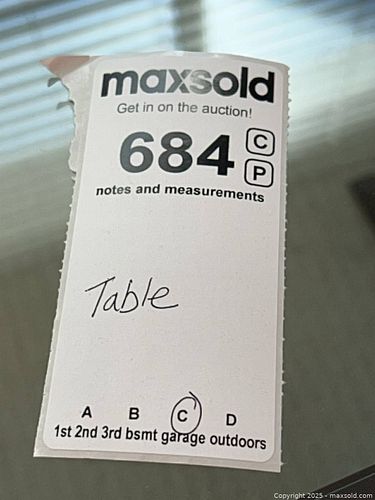 maxsold
Get in on the auction!
684 C
P
notes and measurements
Table
A B C D
1st 2nd 3rd bsmt garage outdoors
Copyright 2025 - maxsold.com